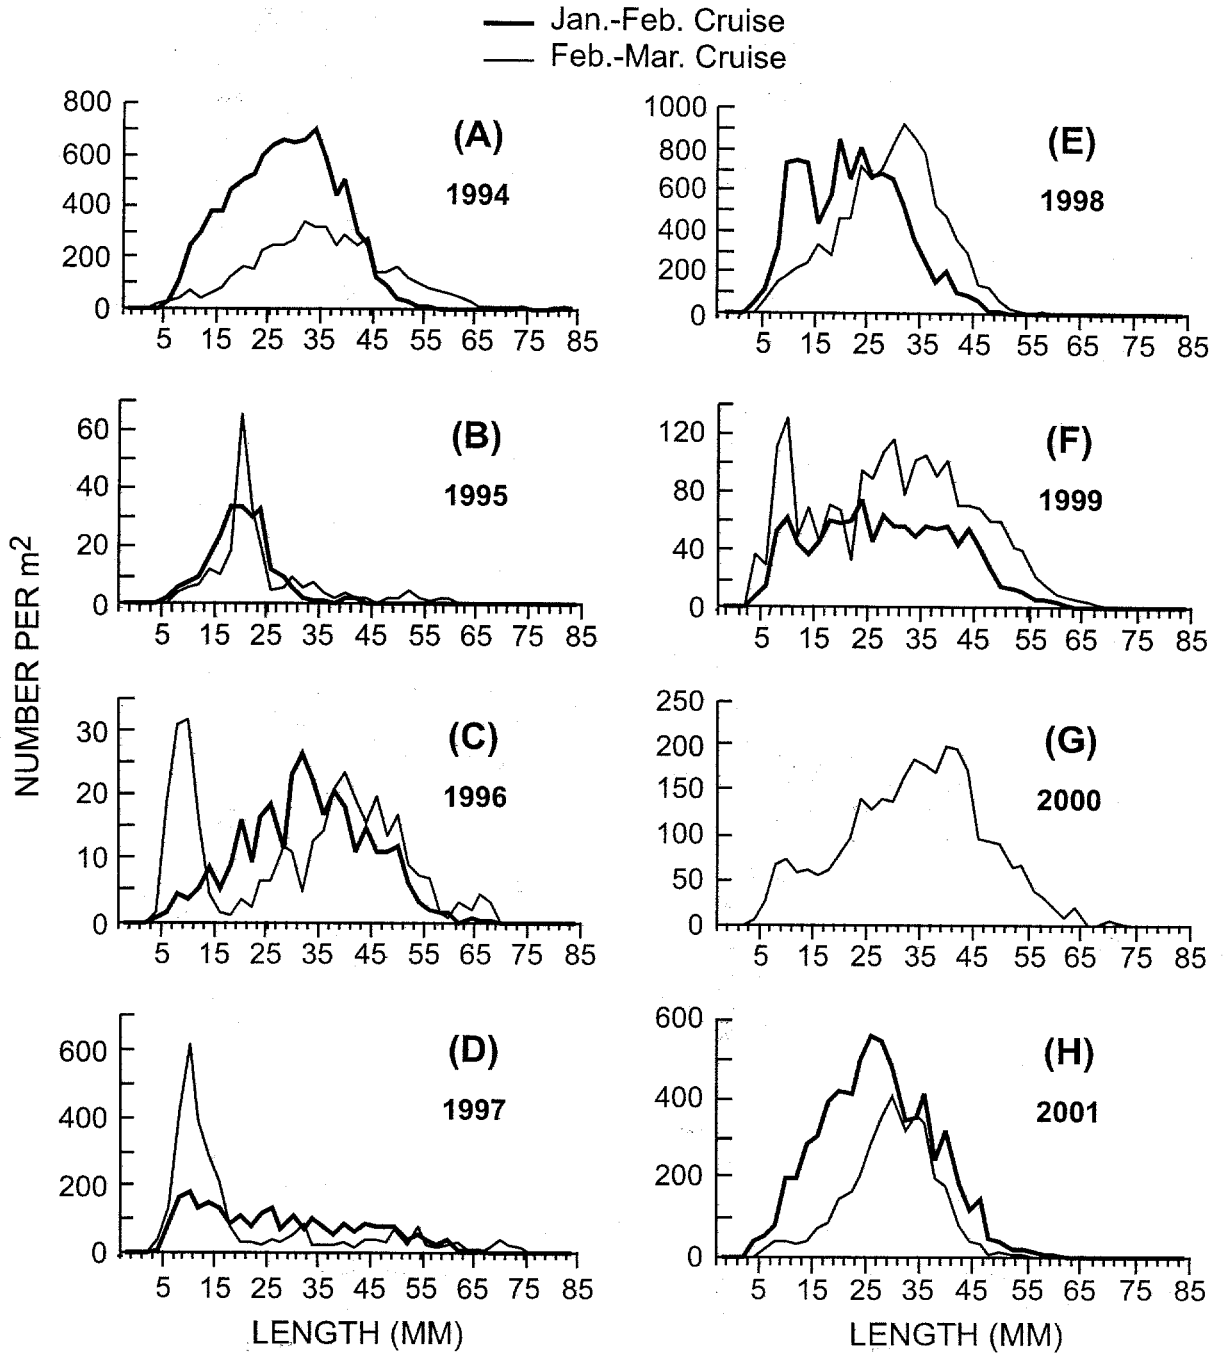 Jan.-Feb. Cruise
Feb.-Mar. Cruise
NUMBER PER m2
800
600
400
200
0
(A)
1994
5 15 25 35 45 55 65 75 85
1000
800
600
400
200
0
(E)
1998
5 15 25 35 45 55 65 75 85
60
40
20
0
(B)
1995
5 15 25 35 45 55 65 75 85
120
80
40
0
(F)
1999
5 15 25 35 45 55 65 75 85
30
20
10
0
(C)
1996
5 15 25 35 45 55 65 75 85
250
200
150
100
50
0
(G)
2000
5 15 25 35 45 55 65 75 85
600
400
200
0
(D)
1997
5 15 25 35 45 55 65 75 85
LENGTH (MM)
600
400
200
0
(H)
2001
5 15 25 35 45 55 65 75 85
LENGTH (MM)